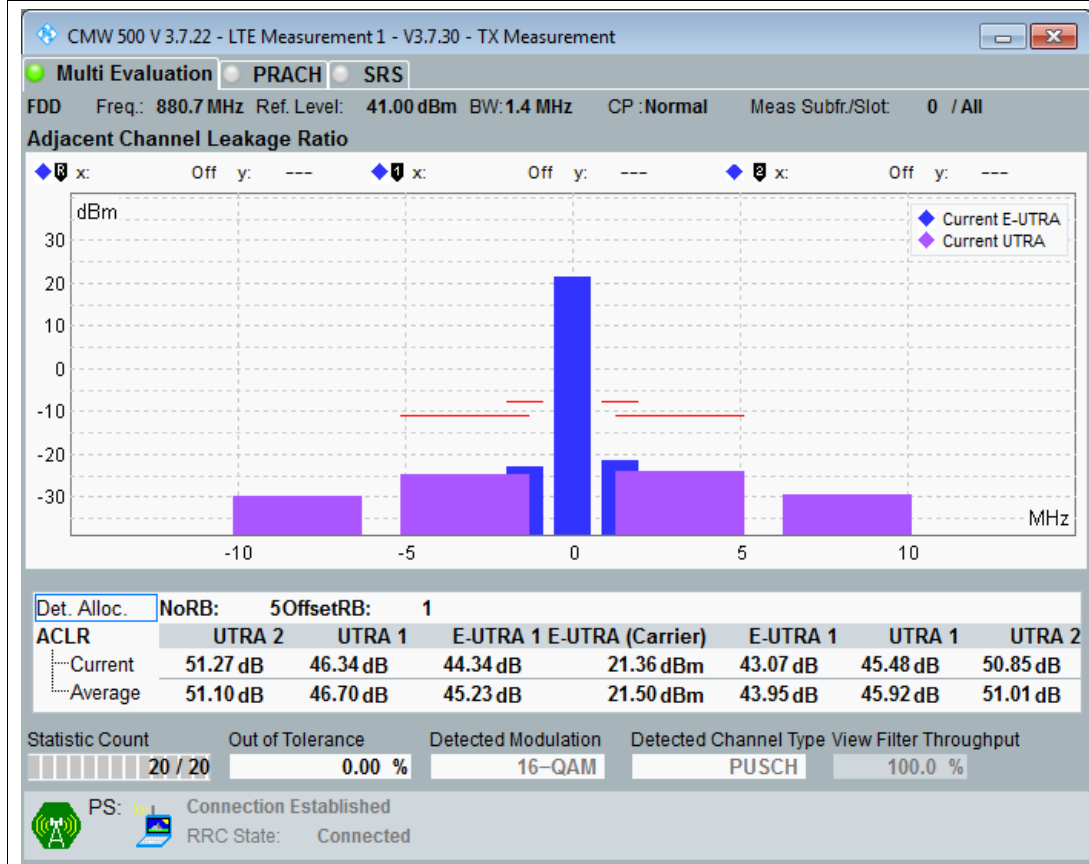 CMW 500 V 3.7.22 - LTE Measurement 1 - V3.7.30 - TX Measurement
Multi Evaluation PRACH SRS
FDD Freq.: 880.7 MHz Ref. Level: 41.00 dBm BW: 1.4 MHz CP : Normal Meas Subfr./Slot: 0 / All
Adjacent Channel Leakage Ratio
R x: Off y: --- 1 x: Off y: --- 2 x: Off y: ---
dBm
Current E-UTRA
Current UTRA
30
20
10
0
-10
-20
-30
MHz
-10 -5 0 5 10
Det. Alloc. NoRB: 5 OffsetRB: 1
ACLR UTRA 2 UTRA 1 E-UTRA 1 E-UTRA (Carrier) E-UTRA 1 UTRA 1 UTRA 2
Current 51.27 dB 46.34 dB 44.34 dB 21.36 dBm 43.07 dB 45.48 dB 50.85 dB
Average 51.10 dB 46.70 dB 45.23 dB 21.50 dBm 43.95 dB 45.92 dB 51.01 dB
Statistic Count Out of Tolerance Detected Modulation Detected Channel Type View Filter Throughput
20 / 20 0.00 % 16-QAM PUSCH 100.0 %
PS: Connection Established
RRC State: Connected